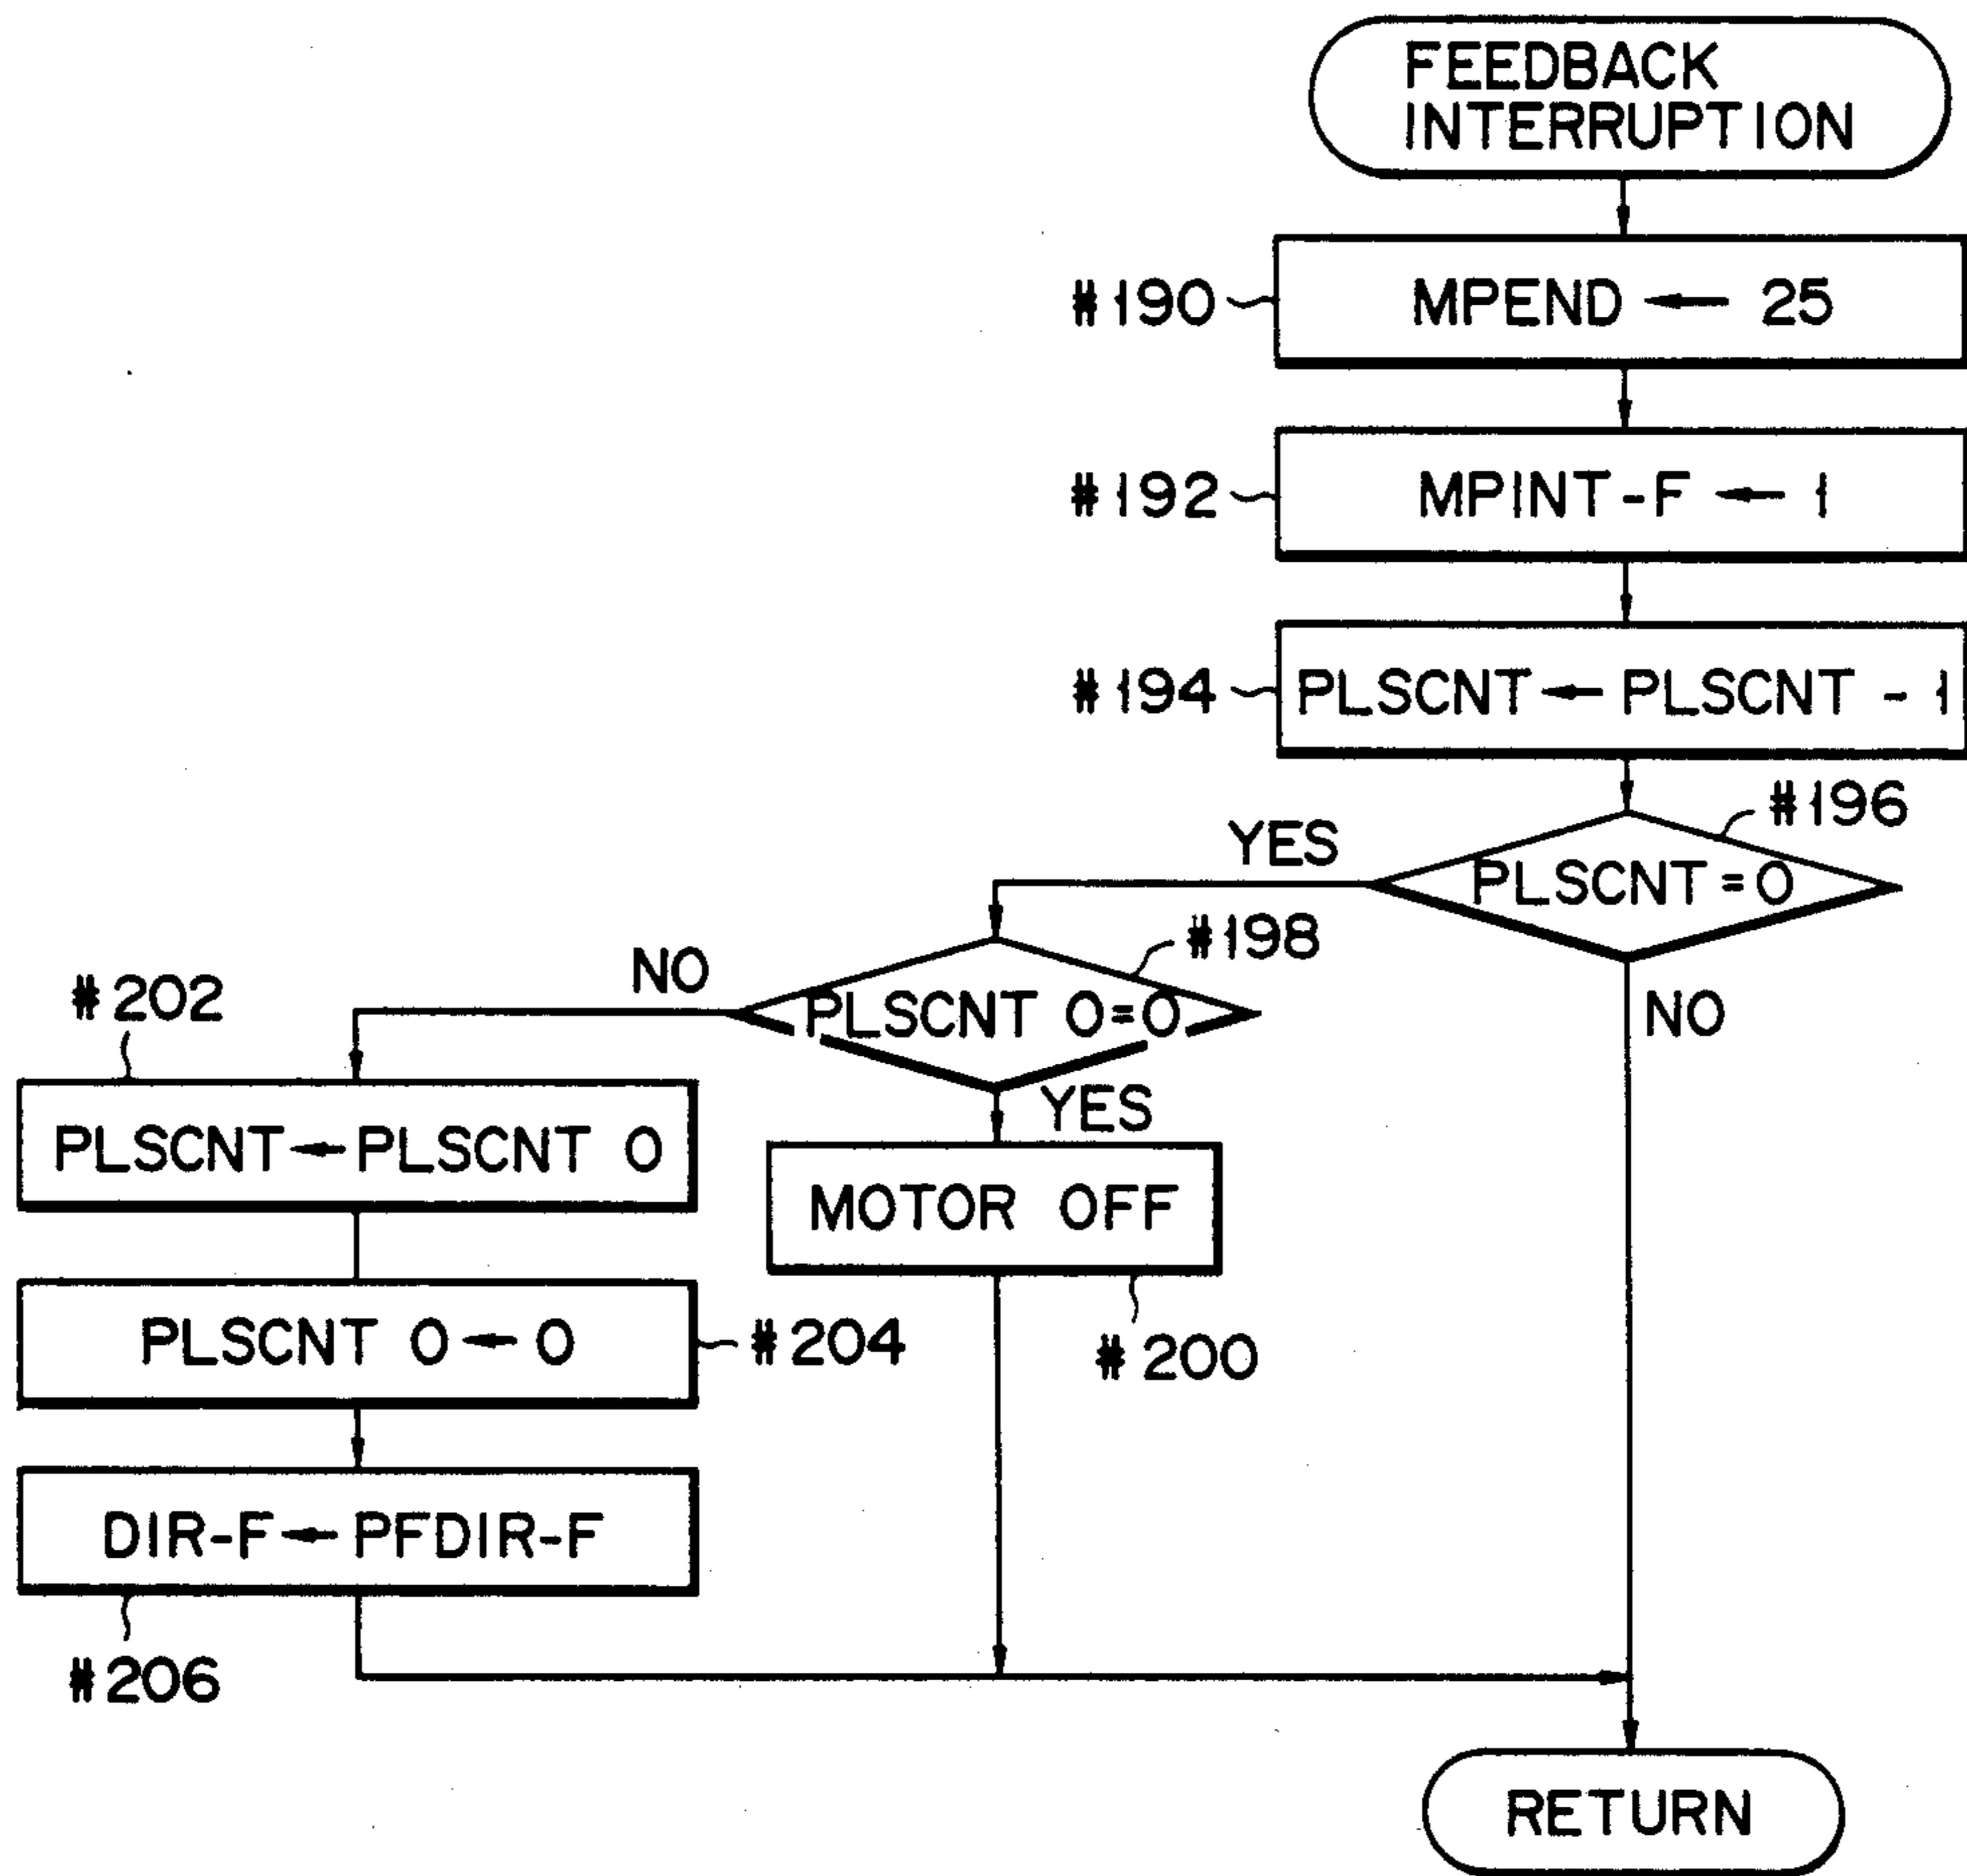 FEEDBACK
INTERRUPTION
#190
MPEND ← 25
#192
MPINT-F ← 1
#194
PLSCNT ← PLSCNT - 1
#196
PLSCNT = 0
YES
NO
#198
PLSCNT 0=0
NO
YES
#202
PLSCNT ← PLSCNT 0
MOTOR OFF
#200
PLSCNT 0 ← 0
#204
DIR-F ← PFDIR-F
#206
RETURN